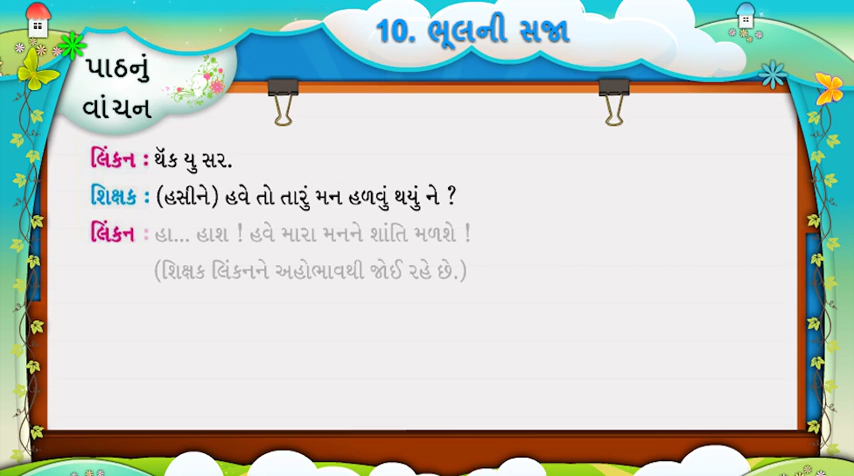 10. ભૂલની સજા
પાઠનું
વાંચન
લિંકન : થૅંક યુ સર.
શિક્ષક : (હસીને) હવે તો તારું મન હળવું થયું ને ?
લિંકન : હા... હાશ ! હવે મારા મનને શાંતિ મળશે !
(શિક્ષક લિંકનને અહોભાવથી જોઈ રહે છે.)